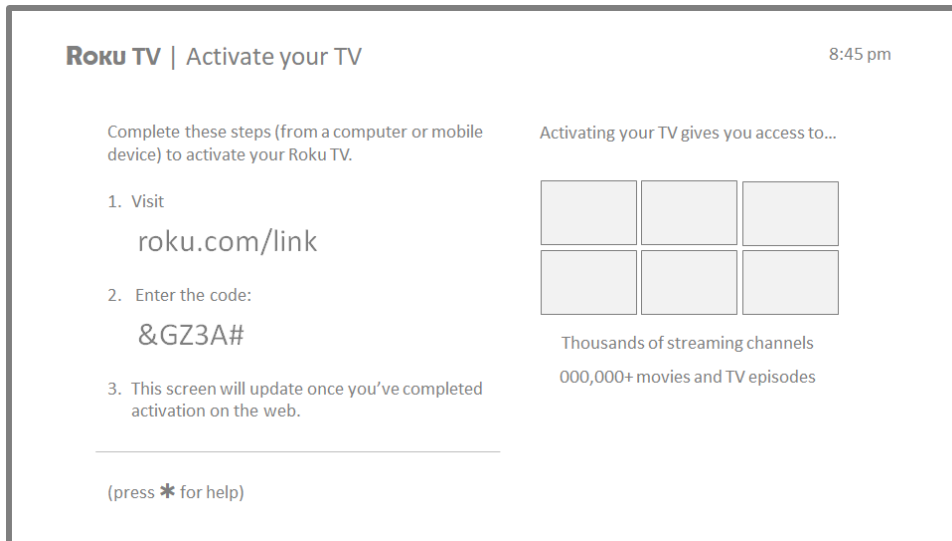 ROKU TV | Activate your TV
8:45 pm
Complete these steps (from a computer or mobile
device) to activate your Roku TV.
1. Visit
roku.com/link
2. Enter the code:
&GZ3A#
3. This screen will update once you’ve completed
activation on the web.
(press ✱ for help)
Activating your TV gives you access to…
Thousands of streaming channels
000,000+ movies and TV episodes